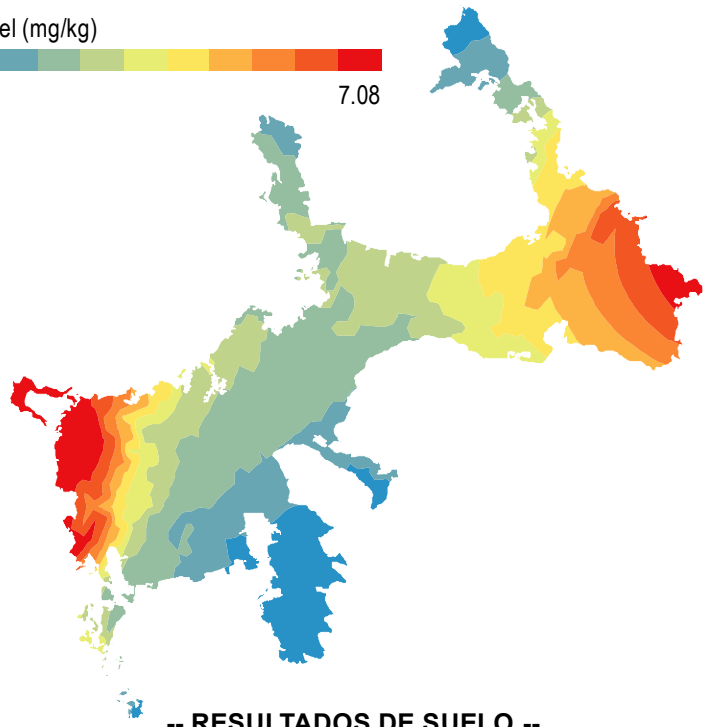 el (mg/kg)
7.08
-- RESULTADOS DE SUELO --